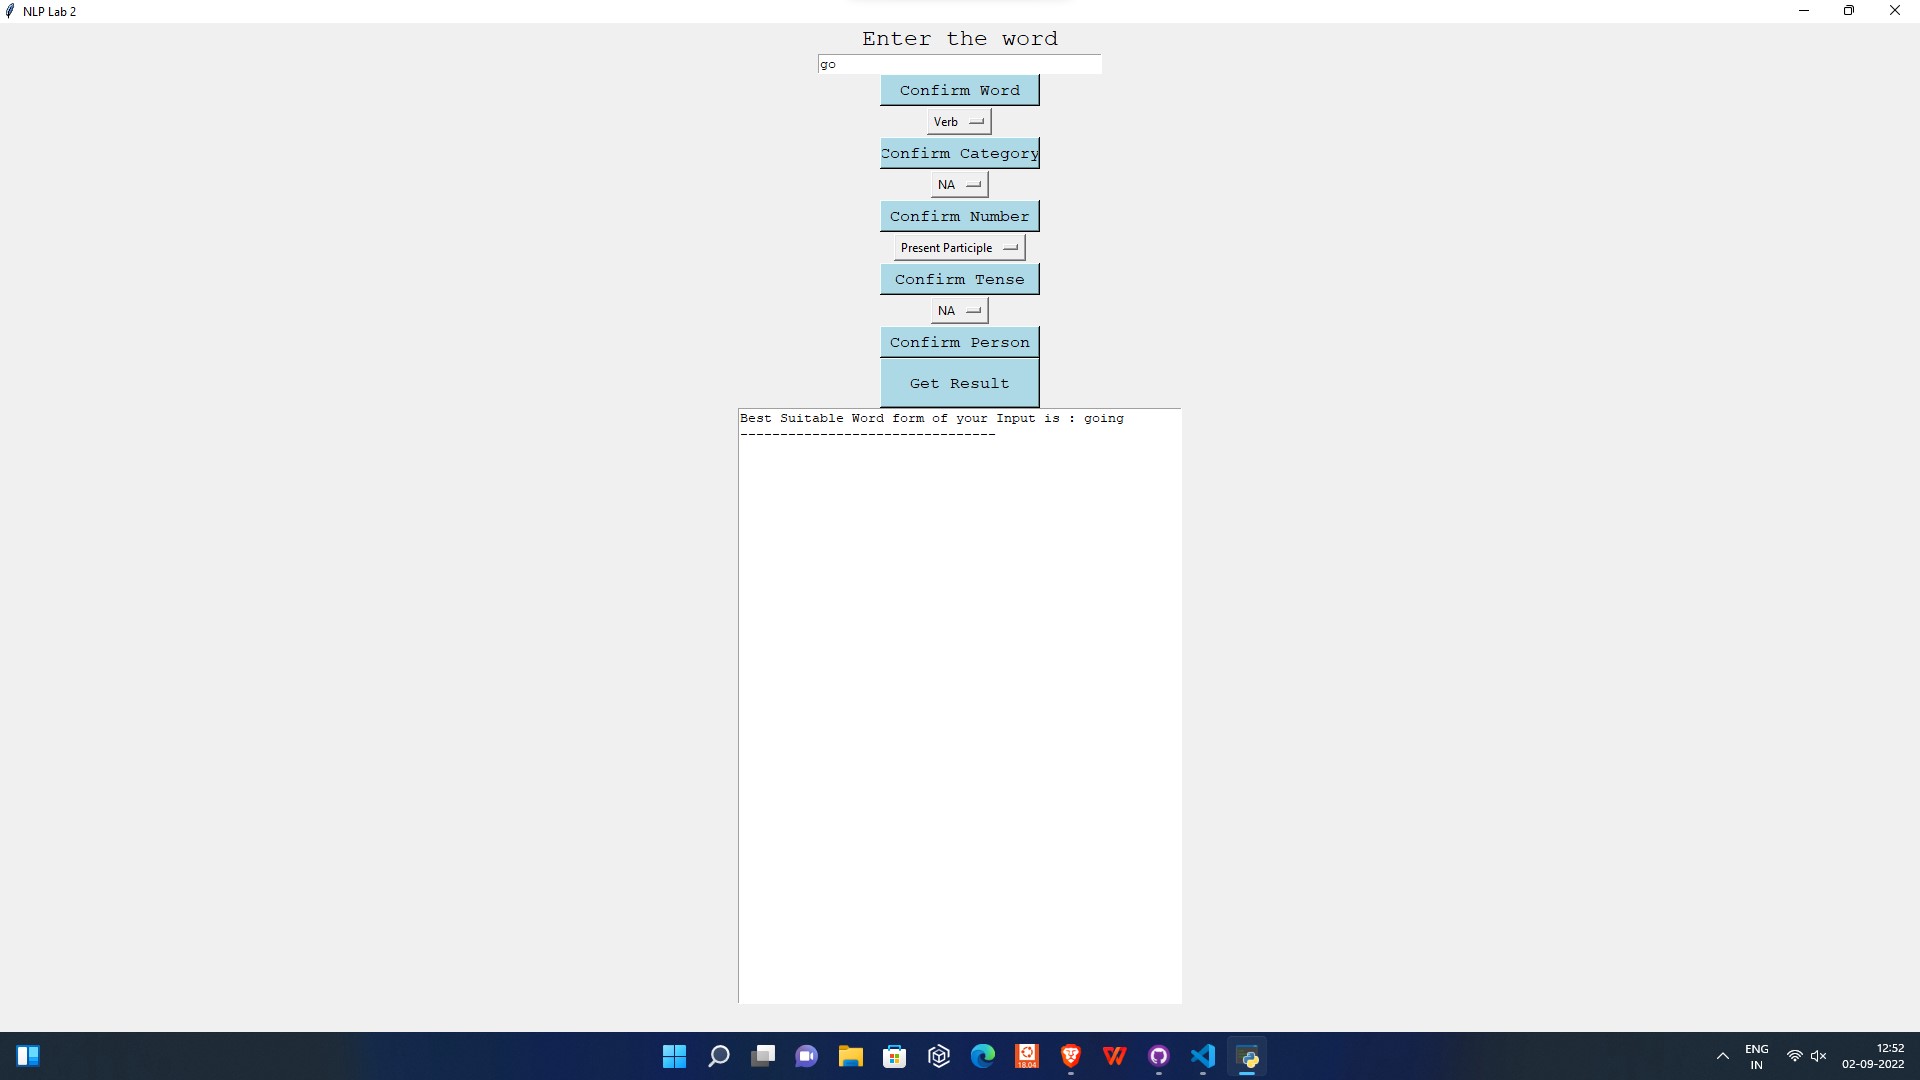 NLP Lab 2
Enter the word
go
Confirm Word
Verb
Confirm Category
NA
Confirm Number
Present Participle
Confirm Tense
NA
Confirm Person
Get Result
Best Suitable Word form of your Input is : going
--------------------------------
18.04
ENG
IN
12:52
02-09-2022